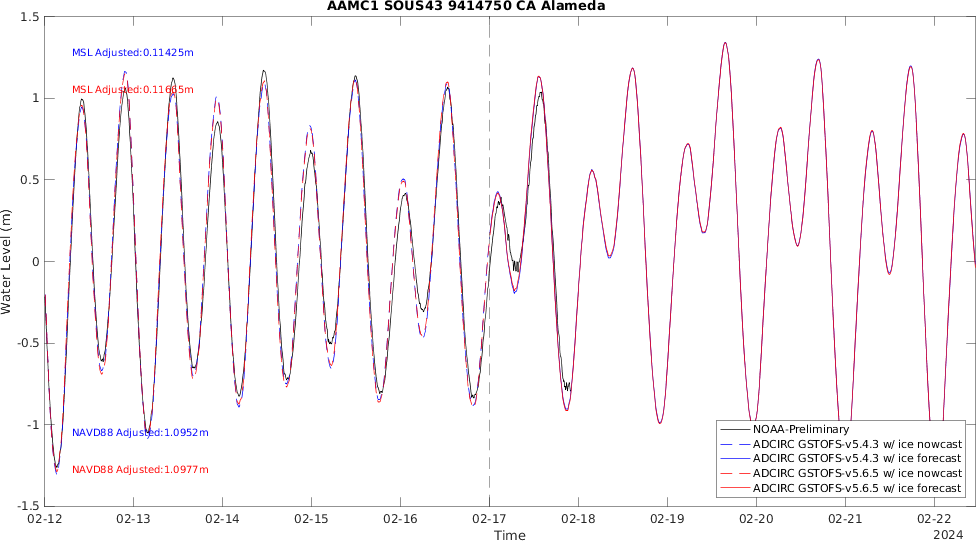 AAMC1 SOUS43 9414750 CA Alameda
1.5
1
0.5
0
-0.5
-1
-1.5
Water Level (m)
MSL Adjusted:0.11425m
MSL Adjusted:0.11665m
NAVD88 Adjusted:1.0952m
NAVD88 Adjusted:1.0977m
NOAA-Preliminary
ADCIRC GSTOFS-v5.4.3 w/ ice nowcast
ADCIRC GSTOFS-v5.4.3 w/ ice forecast
ADCIRC GSTOFS-v5.6.5 w/ ice nowcast
ADCIRC GSTOFS-v5.6.5 w/ ice forecast
02-12 02-13 02-14 02-15 02-16 02-17 02-18 02-19 02-20 02-21 02-22
Time
2024